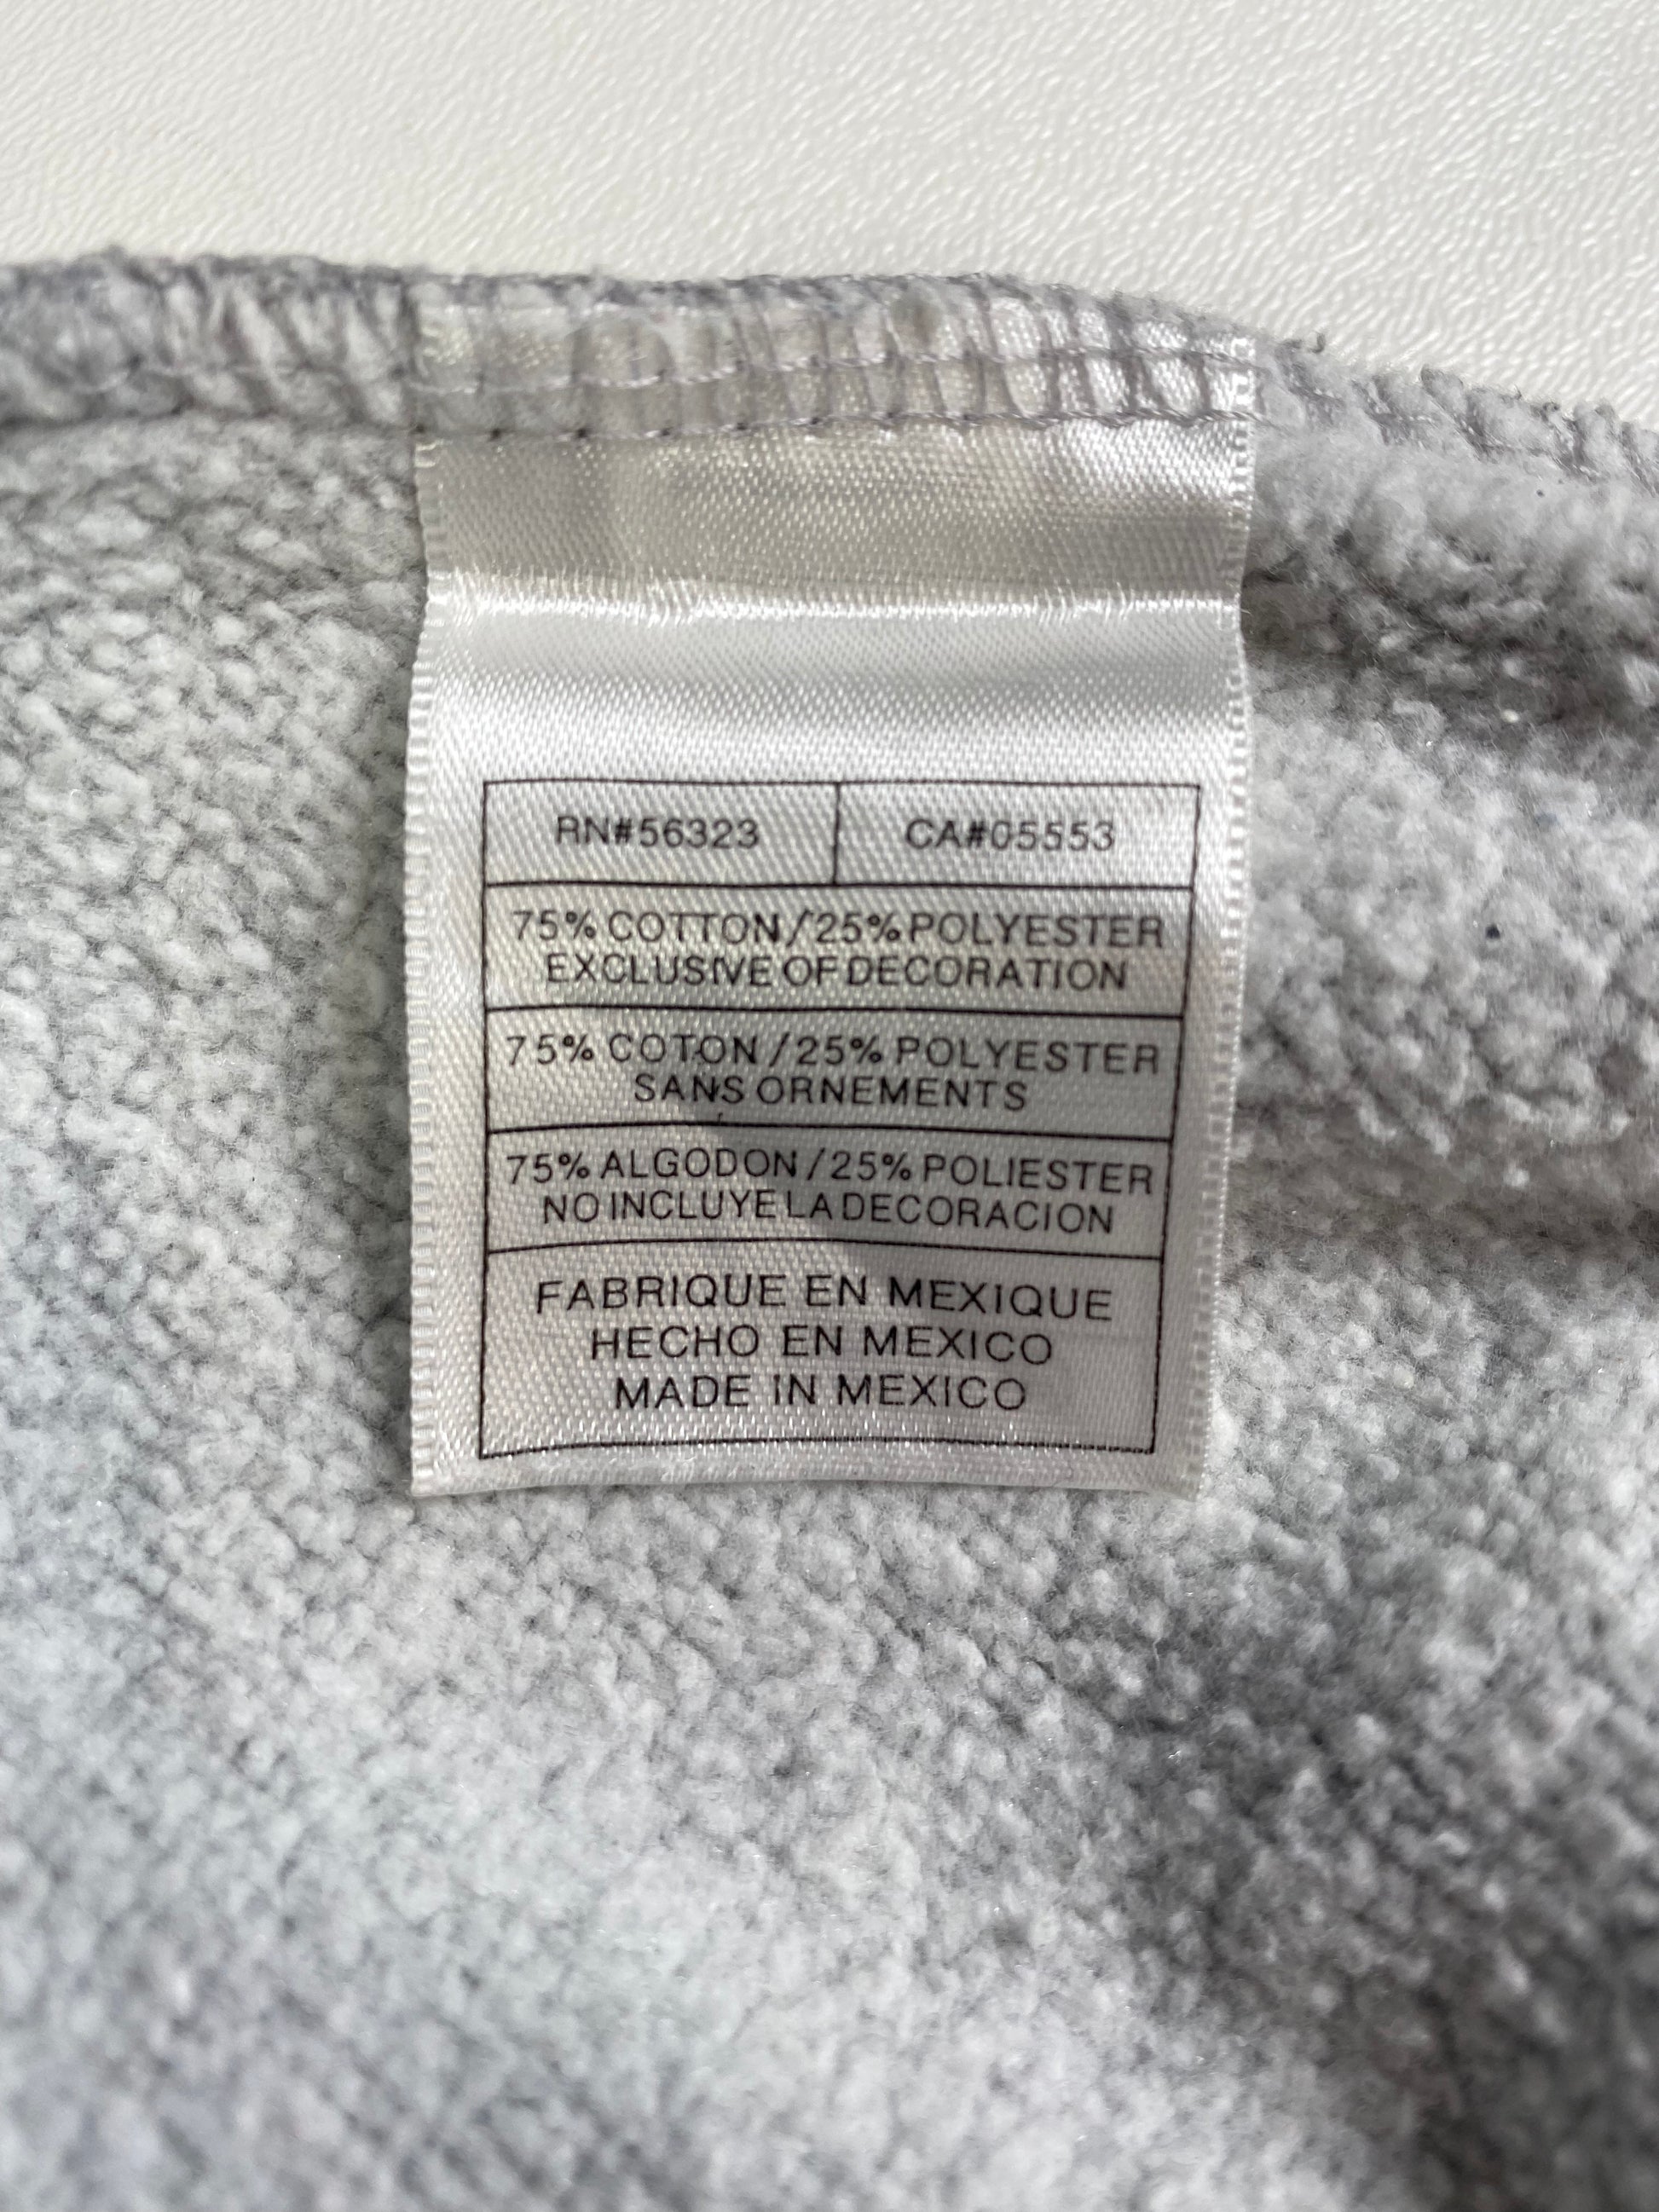 RN#56323 CA#05553
75% COTTON/25% POLYESTER
EXCLUSIVE OF DECORATION
75% COTON/25% POLYESTER
SANS ORNEMENTS
75% ALGODON/25% POLIESTER
NO INCLUYE LA DECORACION
FABRIQUE EN MEXIQUE
HECHO EN MEXICO
MADE IN MEXICO